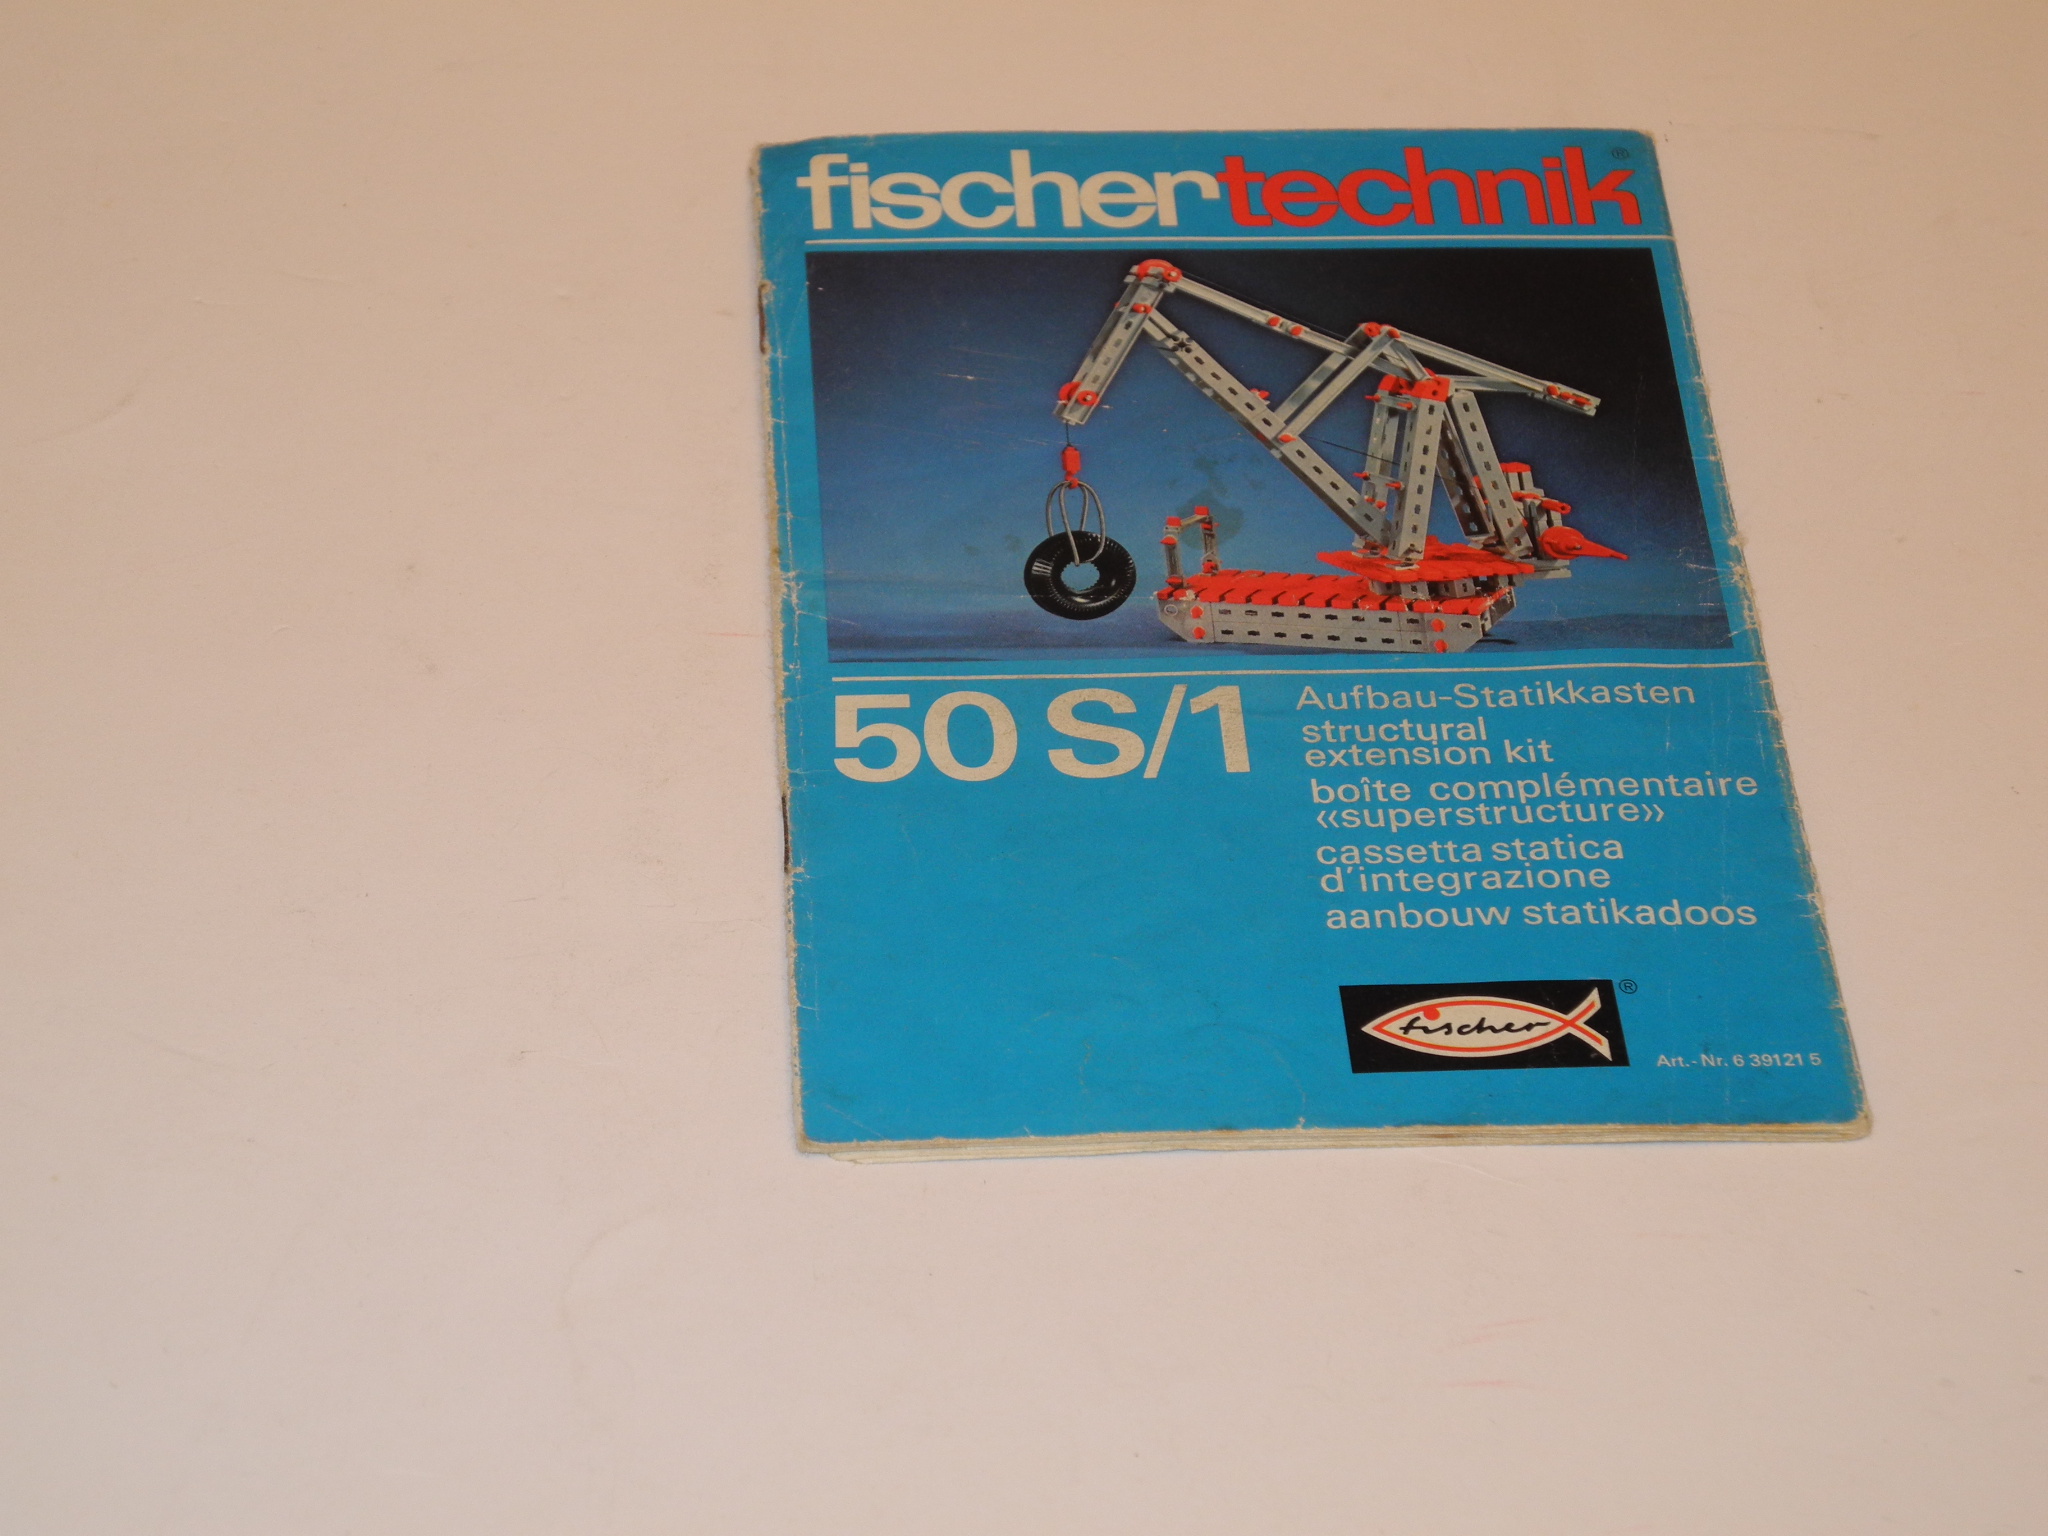 fischertechnik®
50 S/1
Aufbau-Statikkasten
structural
extension kit
boîte complémentaire
«superstructure»
cassetta statica
d'integrazione
aanbouw statikadoos
fischer®
Art.-Nr. 6 39121 5